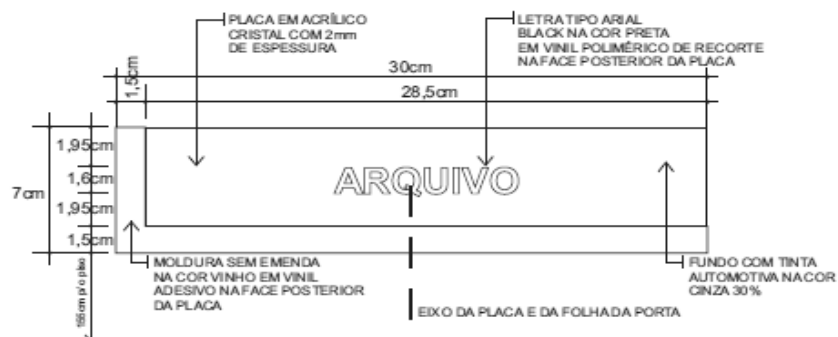 PLACA EM ACRÍLICO
CRISTAL COM 2mm
DE ESPESSURA
LETRA TIPO ARIAL
BLACK NA COR PRETA
EM VINIL POLIMÉRICO DE RECORTE
NA FACE POSTERIOR DA PLACA
30cm
1,5cm
28,5cm
1,95cm
1,6cm
7cm
1,95cm
1,5cm
ARQUIVO
155cm p/ o piso
MOLDURA SEM EMENDA
NA COR VINHO EM VINIL
ADESIVO NA FACE POSTERIOR
DA PLACA
EIXO DA PLACA E DA FOLHA DA PORTA
FUNDO COM TINTA
AUTOMOTIVA NA COR
CINZA 30%